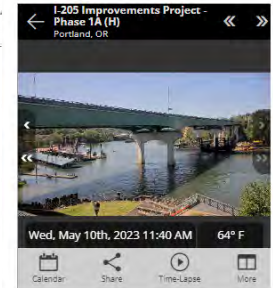 I-205 Improvements Project -
Phase 1A (H)
Portland, OR
Wed, May 10th, 2023 11:40 AM 64° F
Calendar Share Time-Lapse More